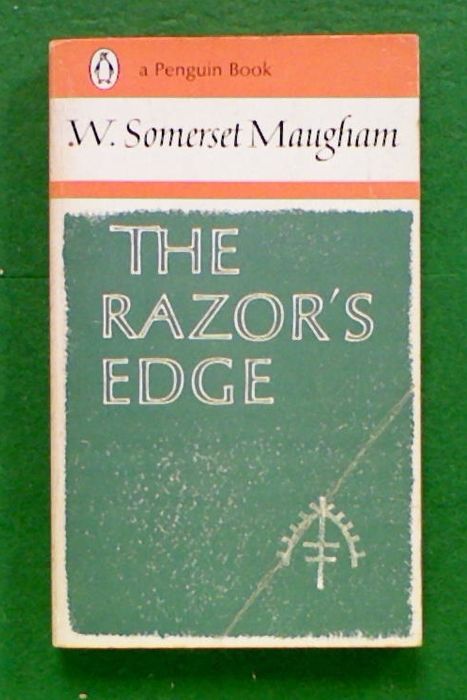 a Penguin Book
W. Somerset Maugham
THE
RAZOR'S
EDGE